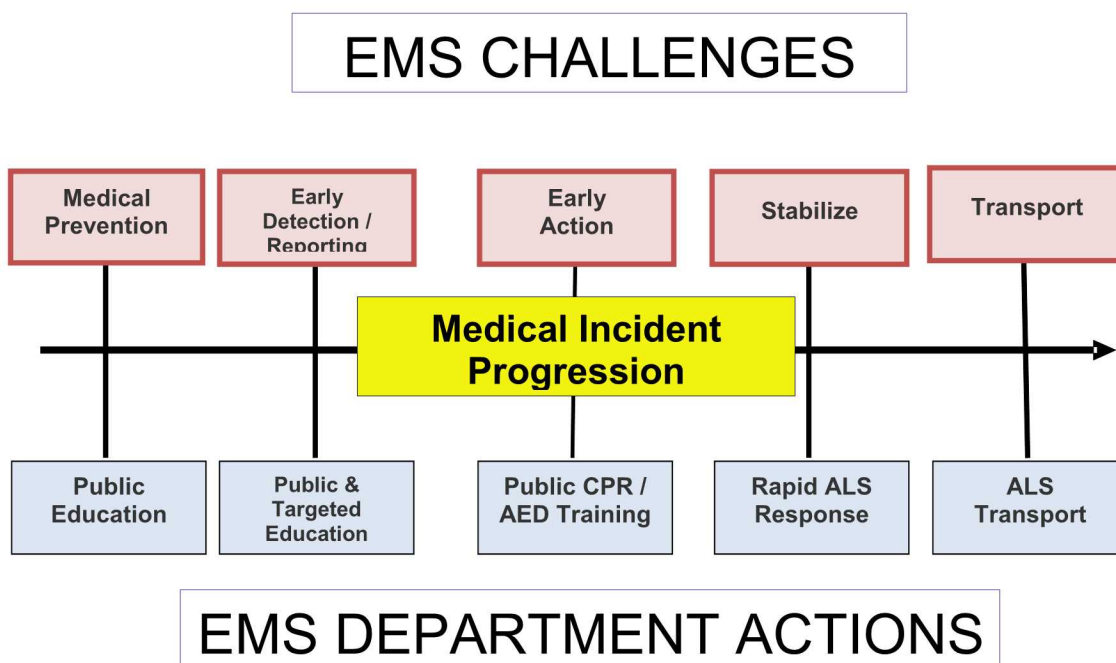 EMS CHALLENGES
Medical
Prevention
Early
Detection /
Reporting
Early
Action
Stabilize
Transport
Medical Incident
Progression
Public
Education
Public &
Targeted
Education
Public CPR /
AED Training
Rapid ALS
Response
ALS
Transport
EMS DEPARTMENT ACTIONS